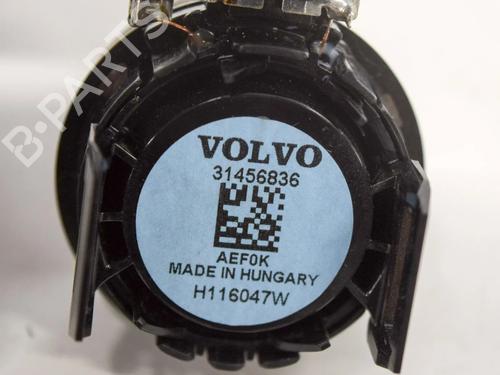 B-PARTS
VOLVO
31456836
AEF0K
MADE IN HUNGARY
H116047W